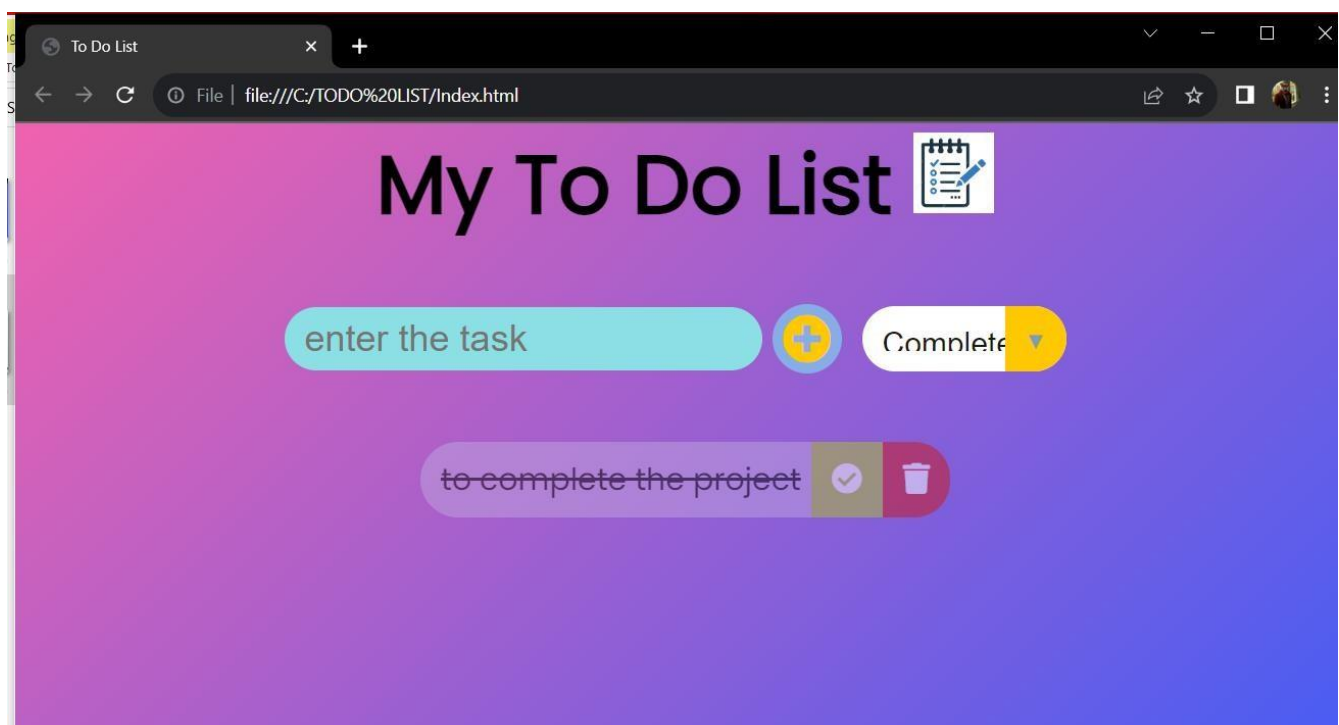 To Do List
File
file:///C:/TODO%20LIST/Index.html
My To Do List
enter the task
Complete
to complete the project